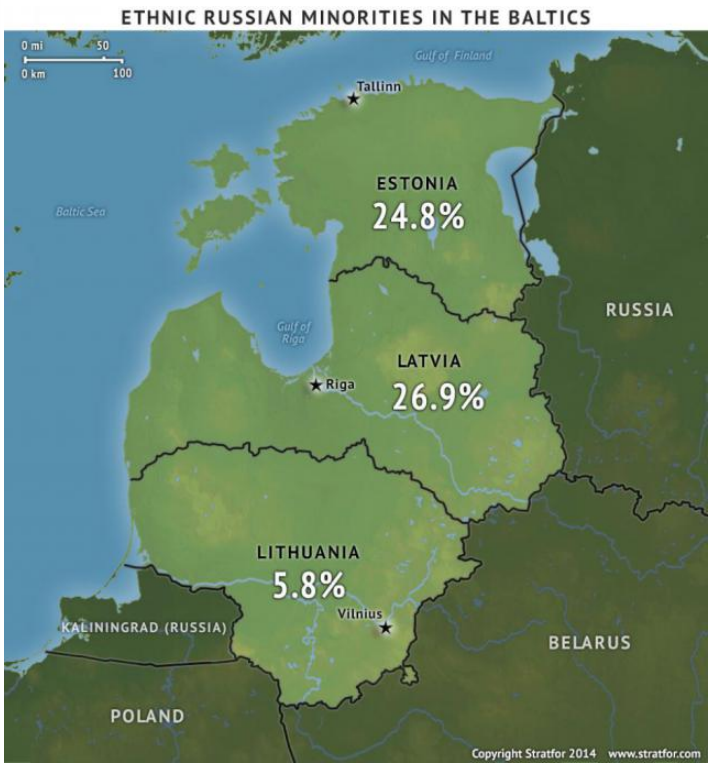 ETHNIC RUSSIAN MINORITIES IN THE BALTICS
0 mi 50
0 km 100
Gulf of Finland
Tallinn
ESTONIA
24.8%
Baltic Sea
RUSSIA
Gulf of
Riga
LATVIA
Riga
26.9%
LITHUANIA
5.8%
Vilnius
KALININGRAD (RUSSIA)
BELARUS
POLAND
Copyright Stratfor 2014 www.stratfor.com